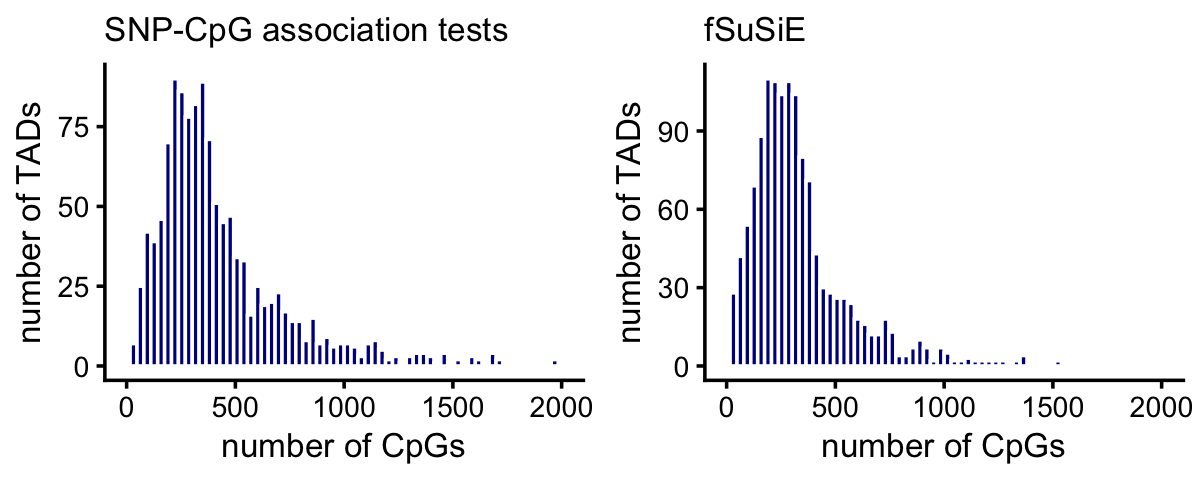 SNP-CpG association tests
number of TADs
75
50
25
0
0 500 1000 1500 2000
number of CpGs
fSuSiE
number of TADs
90
60
30
0
0 500 1000 1500 2000
number of CpGs